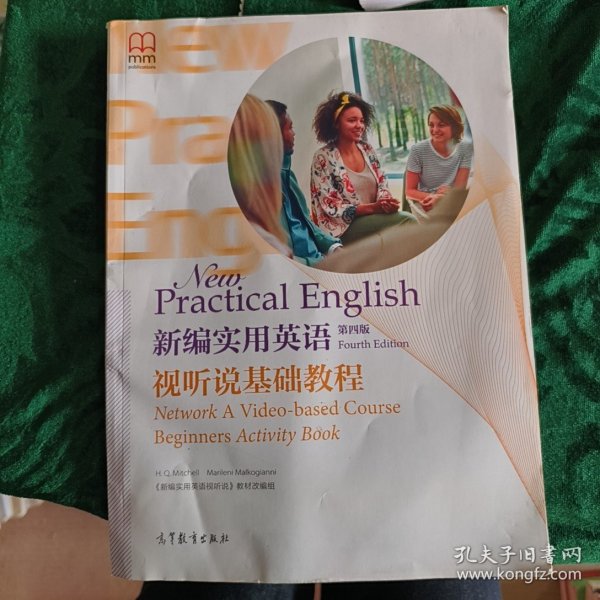 mm
publications
New
Pra
Eng
New
Practical English
新编实用英语 第四版
Fourth Edition
视听说基础教程
Network A Video-based Course
Beginners Activity Book
H. Q. Mitchell Marileni Malkogianni
《新编实用英语视听说》教材改编组
高等教育出版社
孔夫子旧书网
www.kongfz.com